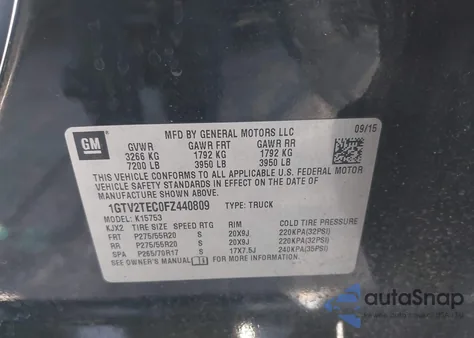 MFD BY GENERAL MOTORS LLC
09/15
GM
GVWR GAWR FRT GAWR RR
3266 KG 1792 KG 1792 KG
7200 LB 3950 LB 3950 LB
THIS VEHICLE CONFORMS TO ALL APPLICABLE U.S. FEDERAL MOTOR
VEHICLE SAFETY AND THEFT PREVENTION STANDARDS IN EFFECT ON THE DATE OF
MANUFACTURE SHOWN ABOVE.
1GTV2TEC0FZ440809 TYPE: TRUCK
MODEL: K15753
KJX2 TIRE SIZE SPEED RTG RIM COLD TIRE PRESSURE
FRT P275/55R20 S 20X9J 220KPA(32PSI)
RR P275/55R20 S 20X9J 220KPA(32PSI)
SPA P265/70R17 S 17X7.5J 240KPA(35PSI)
SEE OWNER'S MANUAL FOR MORE INFORMATION.
autoSnap